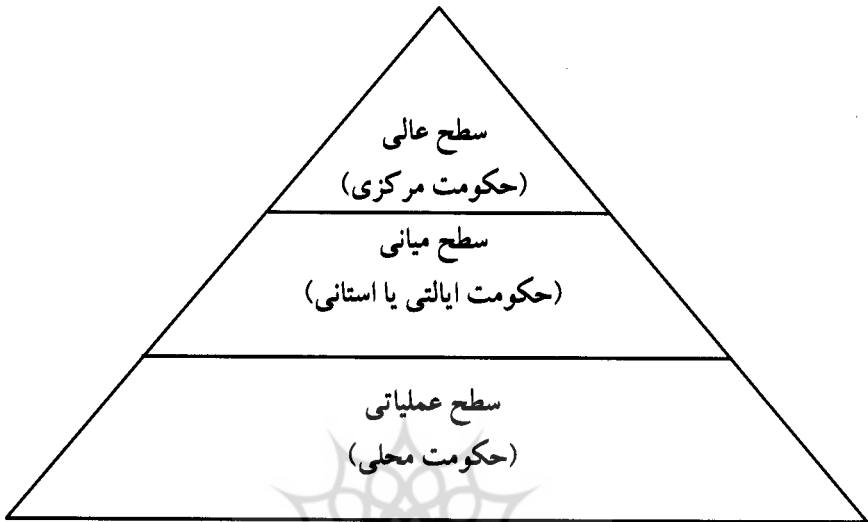 سطح عالی
(حکومت مرکزی)
سطح میانی
(حکومت ایالتی یا استانی)
سطح عملیاتی
(حکومت محلی)